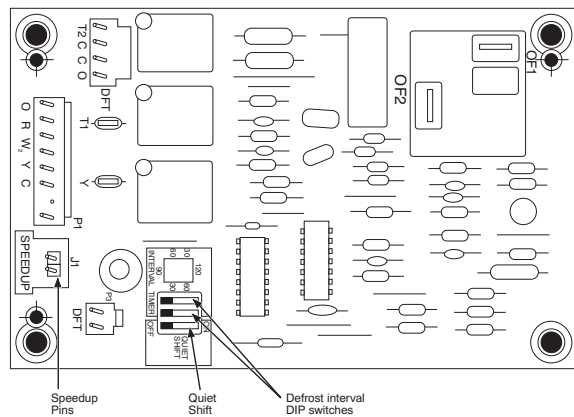 T2 C C O
DFT
T1
Y
O R W2 Y C
P1
J1
SPEEDUP
P3
DFT
OF1
OF2
INTERVAL TIMER
60
30
120
90
30
60
OFF
ON
QUIET
SHIFT
Speedup
Pins
Quiet
Shift
Defrost interval
DIP switches